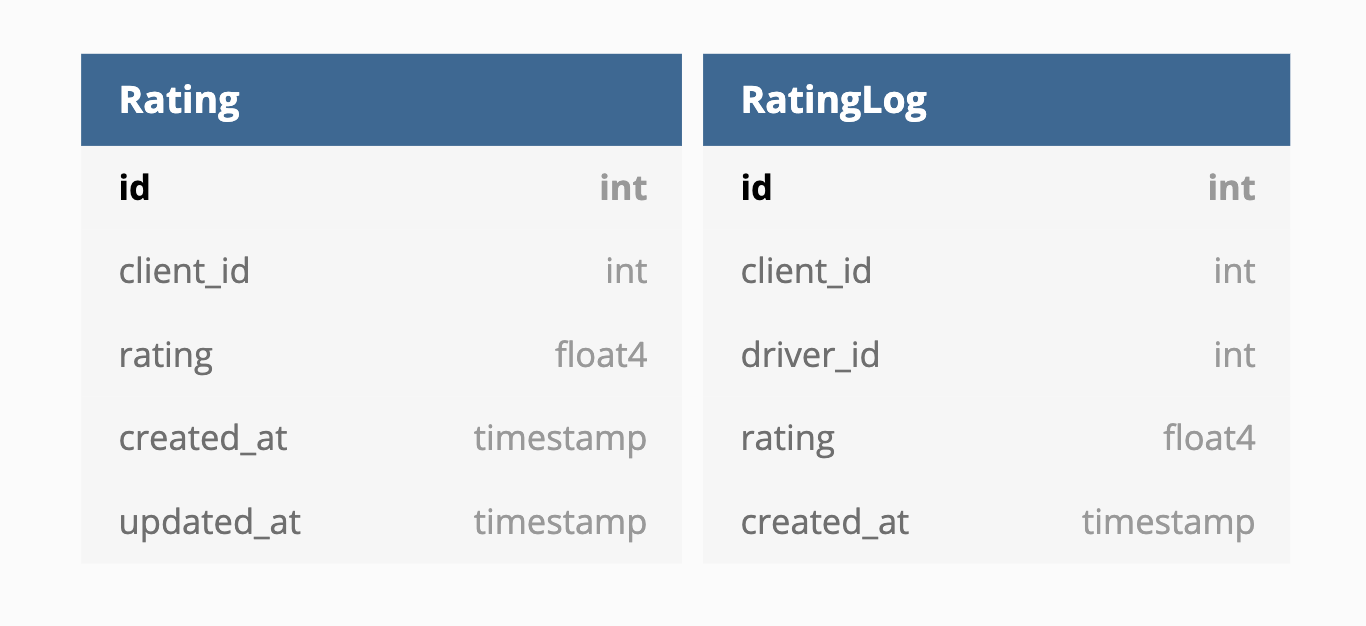 Rating
id int
client_id int
rating float4
created_at timestamp
updated_at timestamp
RatingLog
id int
client_id int
driver_id int
rating float4
created_at timestamp